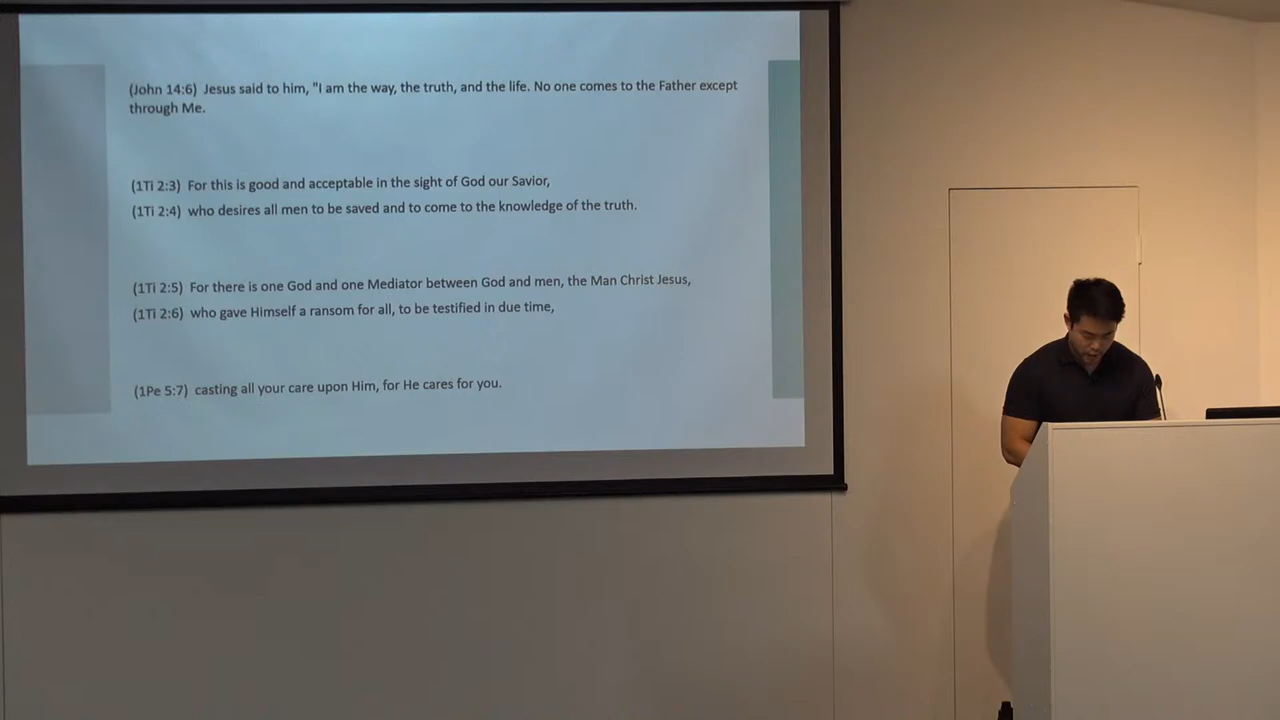 (John 14:6) Jesus said to him, "I am the way, the truth, and the life. No one comes to the Father except
through Me.
(1Ti 2:3) For this is good and acceptable in the sight of God our Savior,
(1Ti 2:4) who desires all men to be saved and to come to the knowledge of the truth.
(1Ti 2:5) For there is one God and one Mediator between God and men, the Man Christ Jesus,
(1Ti 2:6) who gave Himself a ransom for all, to be testified in due time,
(1Pe 5:7) casting all your care upon Him, for He cares for you.